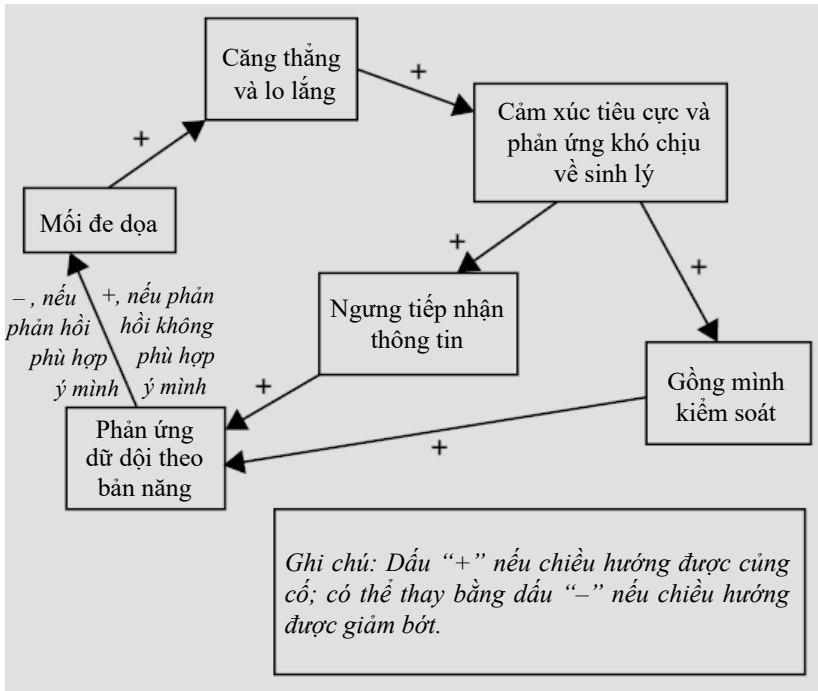 Căng thẳng
và lo lắng
+
Cảm xúc tiêu cực và
phản ứng khó chịu
về sinh lý
+
Mối đe dọa
+
+
Ngưng tiếp nhận
thông tin
– , nếu
phản hồi
phù hợp
ý mình
+, nếu phản
hồi không
phù hợp
ý mình
Gồng mình
kiểm soát
+
Phản ứng
dữ dội theo
bản năng
+
Ghi chú: Dấu “+” nếu chiều hướng được củng
cố; có thể thay bằng dấu “–” nếu chiều hướng
được giảm bớt.